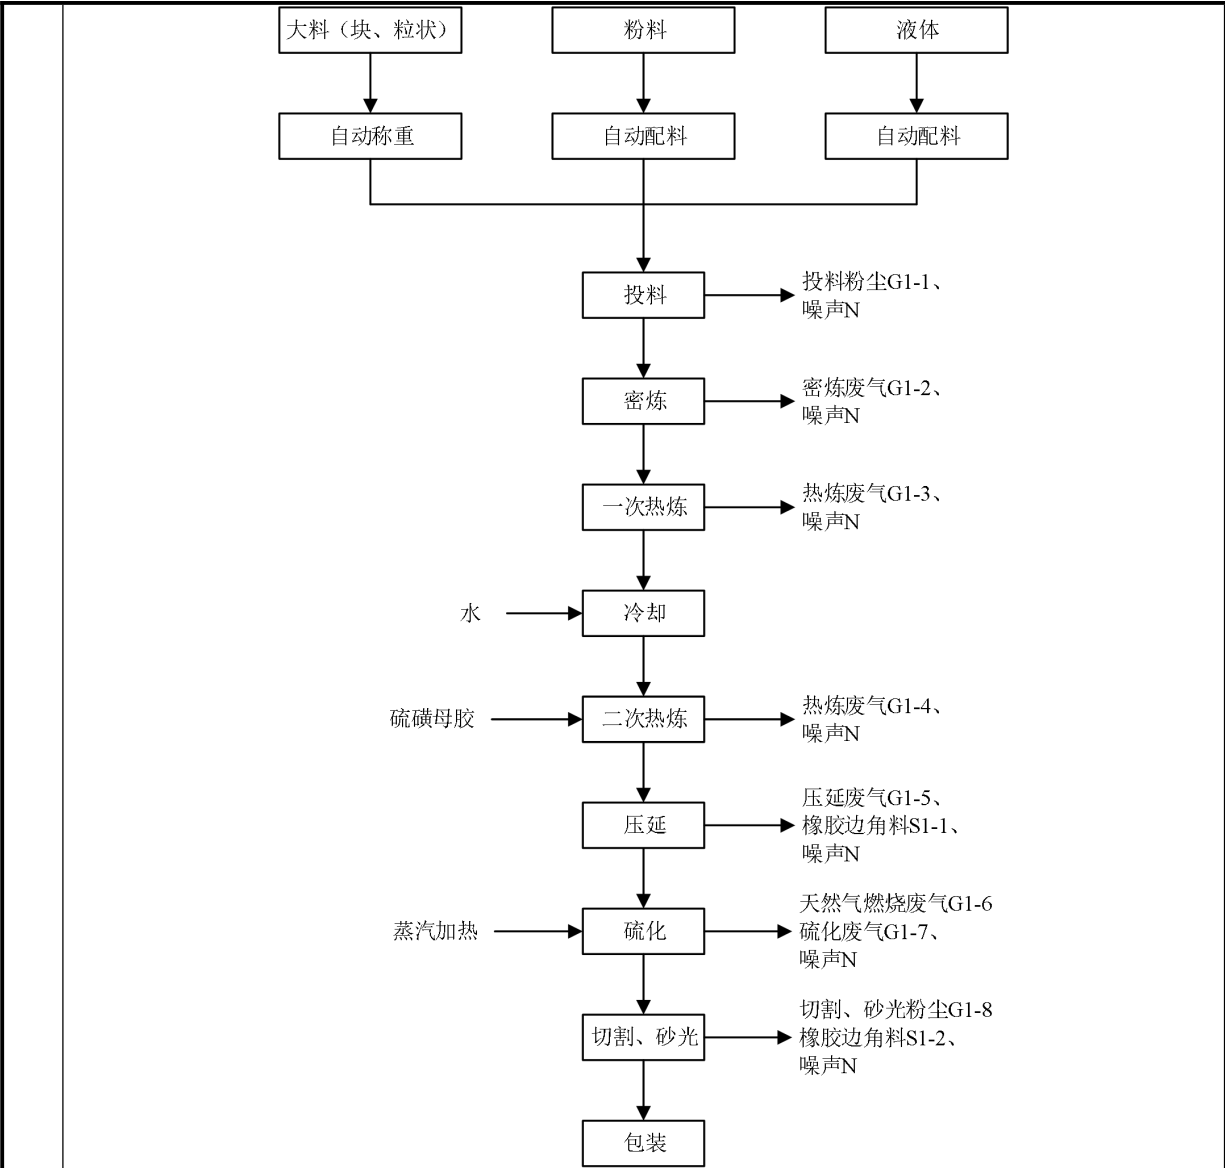 大料（块、粒状）
粉料
液体
自动称重
自动配料
自动配料
投料
投料粉尘G1-1、
噪声N
密炼
密炼废气G1-2、
噪声N
一次热炼
热炼废气G1-3、
噪声N
水
冷却
硫磺母胶
二次热炼
热炼废气G1-4、
噪声N
压延
压延废气G1-5、
橡胶边角料S1-1、
噪声N
蒸汽加热
硫化
天然气燃烧废气G1-6
硫化废气G1-7、
噪声N
切割、砂光
切割、砂光粉尘G1-8
橡胶边角料S1-2、
噪声N
包装